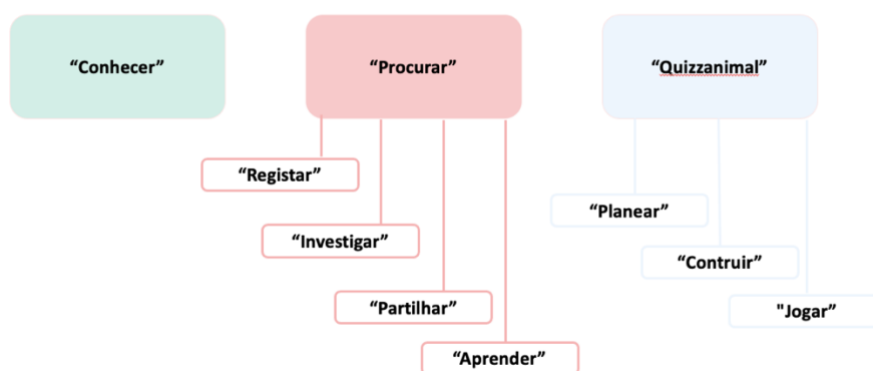 “Conhecer”
“Procurar”
“Quizzanimal”
“Registar”
“Planear”
“Investigar”
“Contruir”
“Partilhar”
"Jogar”
“Aprender”